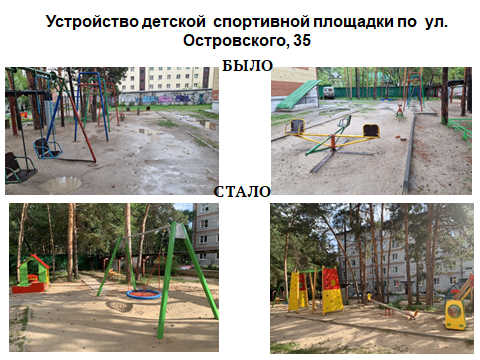 Устройство детской спортивной площадки по ул.
Островского, 35
БЫЛО
СТАЛО